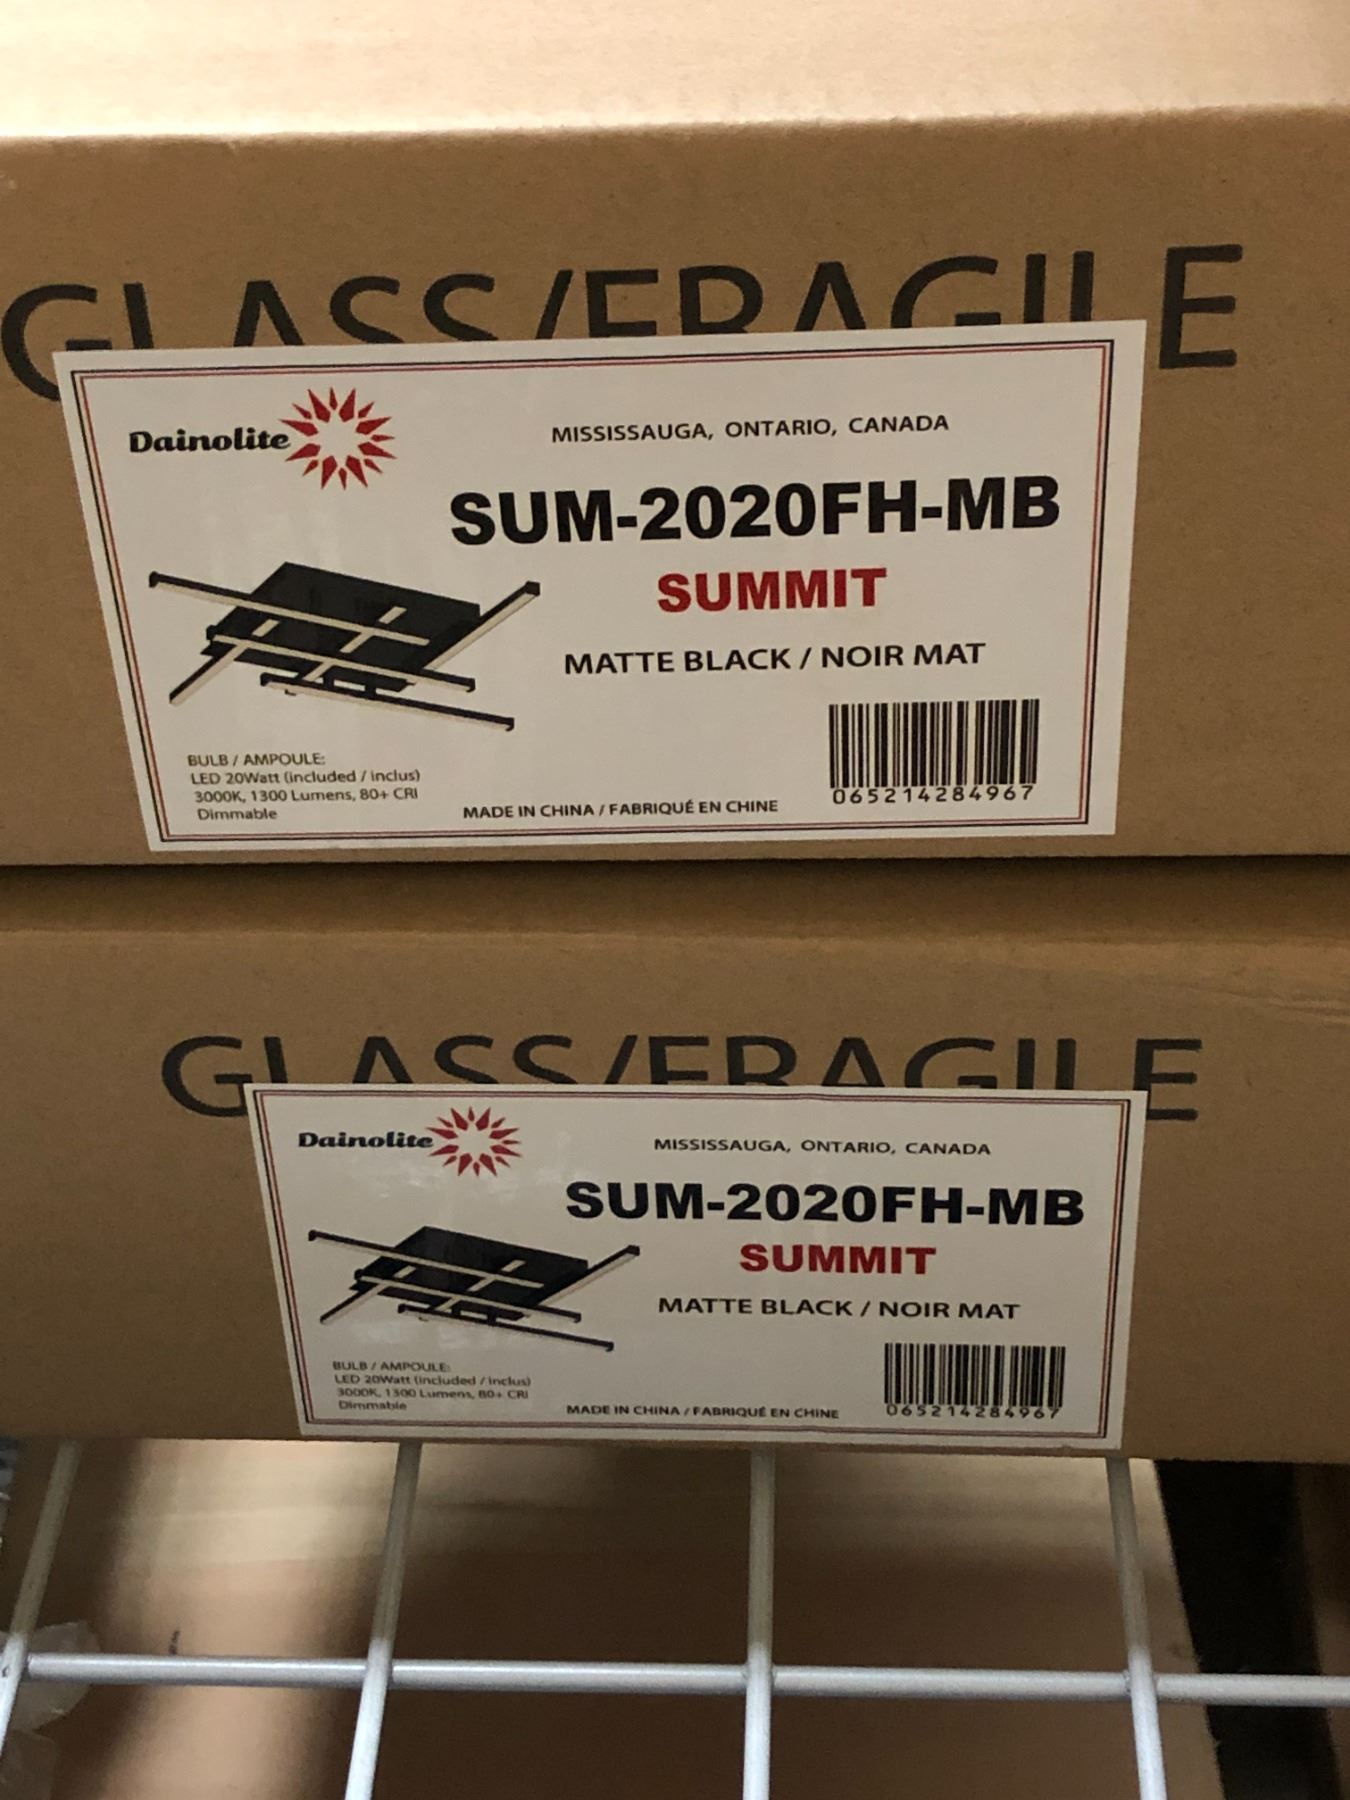 GLASS/FRAGILE
Dainolite
MISSISSAUGA, ONTARIO, CANADA
SUM-2020FH-MB
SUMMIT
MATTE BLACK / NOIR MAT
BULB / AMPOULE:
LED 20Watt (included / inclus)
3000K, 1300 Lumens, 80+ CRI
Dimmable
MADE IN CHINA / FABRIQUÉ EN CHINE
065214284967
GLASS/FRAGILE
Dainolite
MISSISSAUGA, ONTARIO, CANADA
SUM-2020FH-MB
SUMMIT
MATTE BLACK / NOIR MAT
BULB / AMPOULE:
LED 20Watt (included / inclus)
3000K, 1300 Lumens, 80+ CRI
Dimmable
MADE IN CHINA / FABRIQUÉ EN CHINE
065214284967